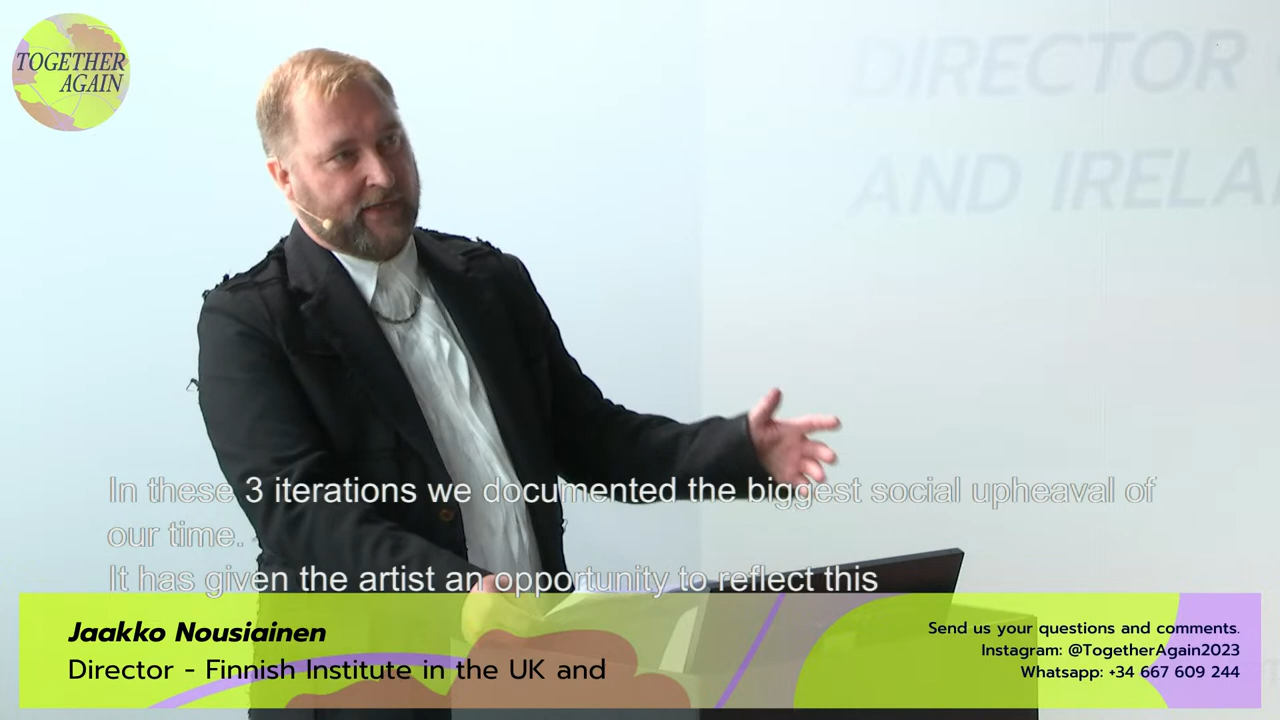 TOGETHER
AGAIN
DIRECTOR
AND
In these 3 iterations we documented the biggest social upheaval of
our time.
It has given the artist an opportunity to reflect this
Jaakko Nousiainen
Director - Finnish Institute in the UK and
Send us your questions and comments.
Instagram: @TogetherAgain2023
Whatsapp: +34 667 609 244